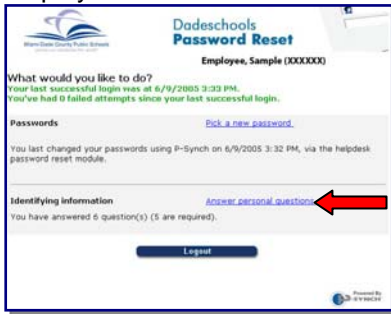 Dadeschools
Password Reset
Miami-Dade County Public Schools
Employee, Sample (XXXXXX)
What would you like to do?
Your last successful login was at 6/9/2005 3:33 PM.
You've had 0 failed attempts since your last successful login.
Passwords
Pick a new password.
You last changed your passwords using P-Synch on 6/9/2005 3:32 PM, via the helpdesk
password reset module.
Identifying information
Answer personal questions
You have answered 6 question(s) (5 are required).
Logout
Powered By
P-SYNCH